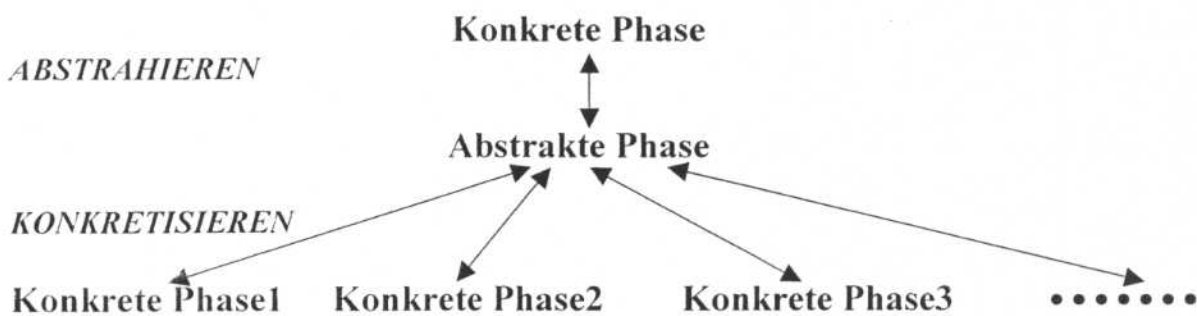 Konkrete Phase
ABSTRAHIEREN
Abstrakte Phase
KONKRETISIEREN
Konkrete Phase1 Konkrete Phase2 Konkrete Phase3 .......